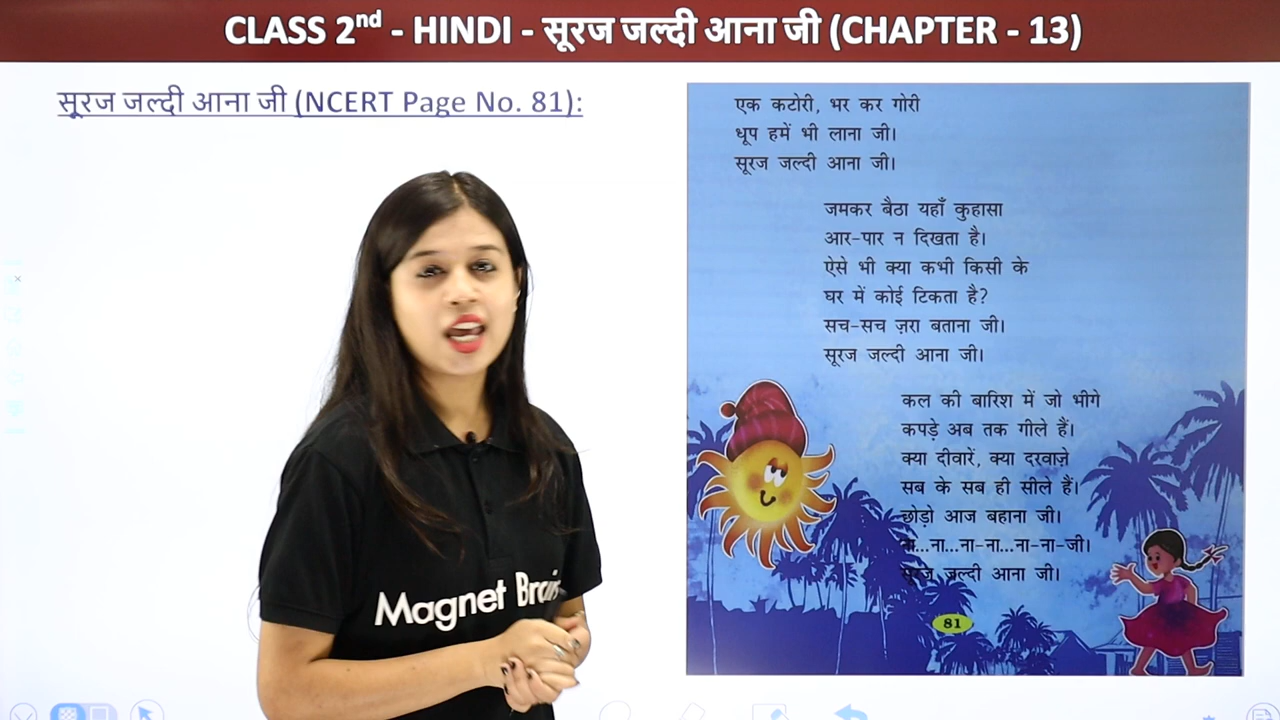 CLASS 2nd - HINDI - सूरज जल्दी आना जी (CHAPTER - 13)
सूरज जल्दी आना जी (NCERT Page No. 81):
एक कटोरी, भर कर गोरी
धूप हमें भी लाना जी।
सूरज जल्दी आना जी।
जमकर बैठा यहाँ कुहासा
आर-पार न दिखता है।
ऐसे भी क्या कभी किसी के
घर में कोई टिकता है?
सच-सच ज़रा बताना जी।
सूरज जल्दी आना जी।
कल की बारिश में जो भीगे
कपड़े अब तक गीले हैं।
क्या दीवारें, क्या दरवाज़े
सब के सब ही सीले हैं।
छोड़ो आज बहाना जी।
ना...ना...ना-ना...ना-ना-जी।
सूरज जल्दी आना जी।
81
Magnet Brains